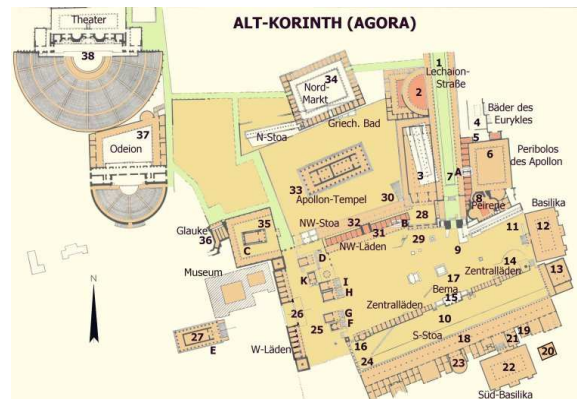 ALT-KORINTH (AGORA)
Theater
38
1
Lechaion-
Straße
34
Nord-
Markt
2
Griech. Bad
Bäder des
Eurykles
4
5
37
Odeion
N-Stoa
6
Peribolos
des Apollon
3
7
A
33
Apollon-Tempel
30
8
Peirene
Basilika
28
35
Glauke
36
C
NW-Stoa
32
31
B
NW-Läden
29
11
12
9
D
14
Museum
K
I
H
17
Zentralläden
13
Bema
15
N
26
G
F
25
Zentralläden
10
27
E
W-Läden
16
24
S-Stoa
18
19
21
20
23
22
Süd-Basilika